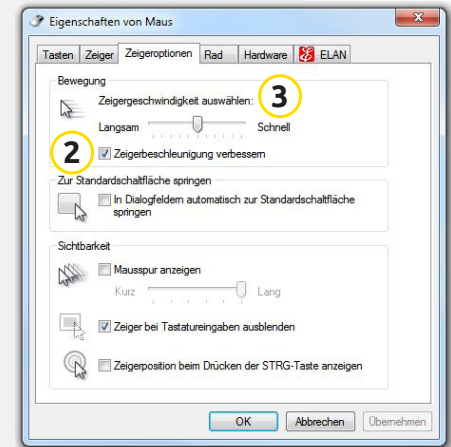 Eigenschaften von Maus
Tasten Zeiger Zeigeroptionen Rad Hardware ELAN
Bewegung
Zeigergeschwindigkeit auswählen: 3
Langsam Schnell
2 Zeigerbeschleunigung verbessern
Zur Standardschaltfläche springen
In Dialogfeldern automatisch zur Standardschaltfläche
springen
Sichtbarkeit
Mausspur anzeigen
Kurz Lang
Zeiger bei Tastatureingaben ausblenden
Zeigerposition beim Drücken der STRG-Taste anzeigen
OK Abbrechen Übernehmen